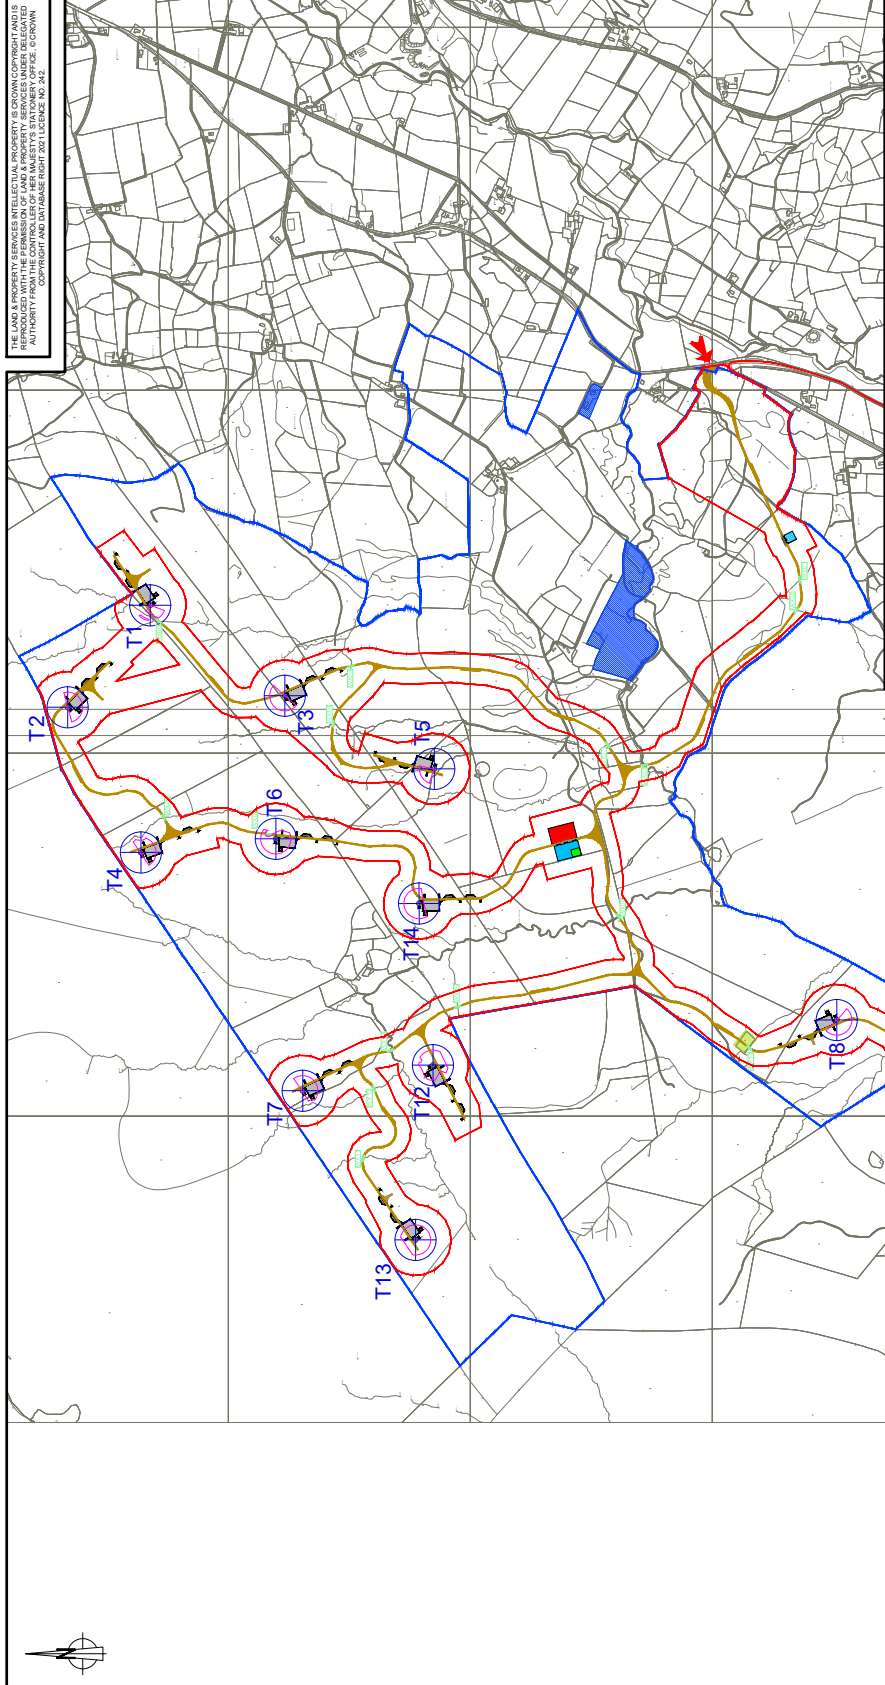 THE LAND & PROPERTY SERVICES INTELLECTUAL PROPERTY IS CROWN COPYRIGHT AND IS
REPRODUCED WITH THE PERMISSION OF LAND & PROPERTY SERVICES UNDER DELEGATED
AUTHORITY FROM THE CONTROLLER OF HER MAJESTY'S STATIONERY OFFICE, © CROWN
COPYRIGHT AND DATABASE RIGHT 2021 LICENCE NO. 242.
T1
T2
T3
T5
T6
T4
T14
T7
T12
T8
T13
N